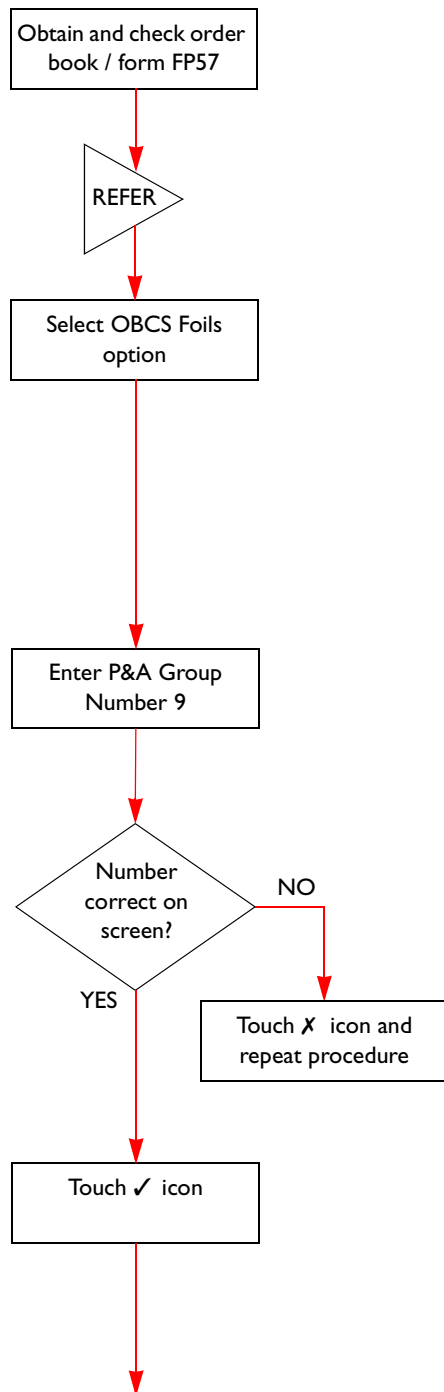 Obtain and check order
book / form FP57
REFER
Select OBCS Foils
option
Enter P&A Group
Number 9
Number
correct on
screen?
NO
YES
Touch ✗ icon and
repeat procedure
Touch ✓ icon